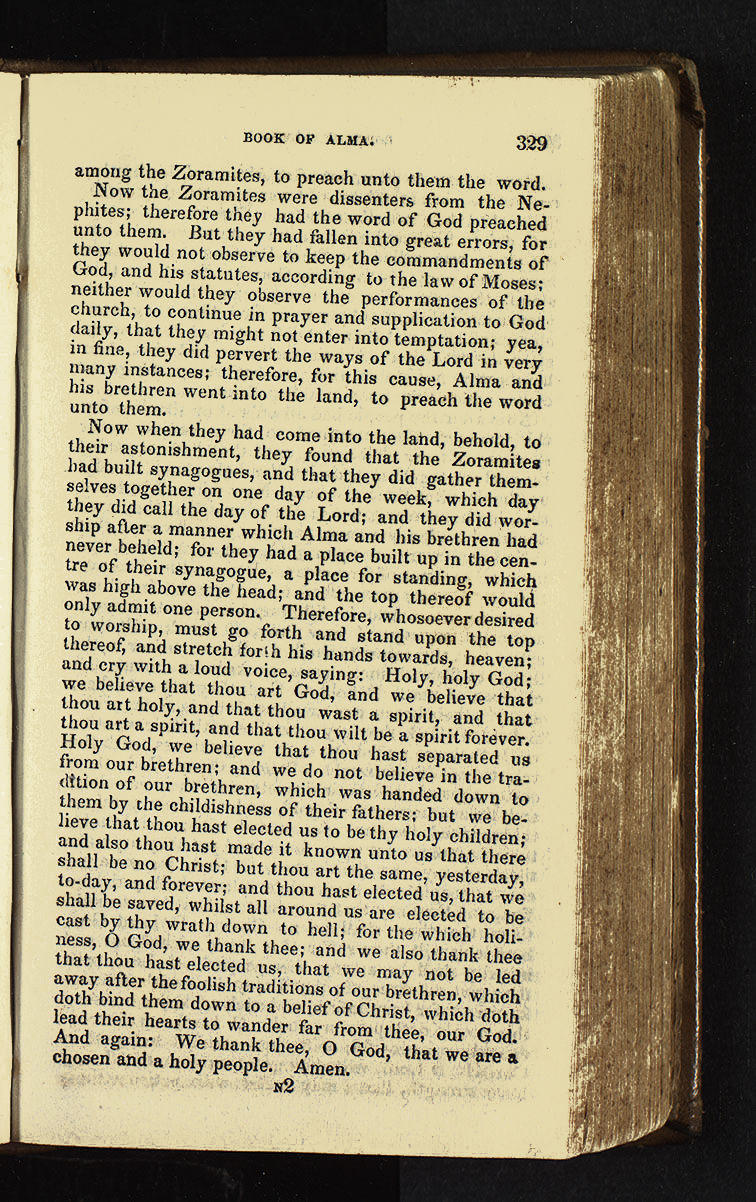 BOOK OF ALMA. 329
among the Zoramites, to preach unto them the word.
Now the Zoramites were dissenters from the Ne-
phites; therefore they had the word of God preached
unto them. But they had fallen into great errors, for
they would not observe to keep the commandments of
God, and his statutes, according to the law of Moses;
neither would they observe the performances of the
church, to continue in prayer and supplication to God
daily, that they might not enter into temptation; yea,
in fine, they did pervert the ways of the Lord in very
many instances; therefore, for this cause, Alma and
his brethren went into the land, to preach the word
unto them.
Now when they had come into the land, behold, to
their astonishment, they found that the Zoramites
had built synagogues, and that they did gather them-
selves together on one day of the week, which day
they did call the day of the Lord; and they did wor-
ship after a manner which Alma and his brethren had
never beheld; for they had a place built up in the cen-
tre of their synagogue, a place for standing, which
was high above the head; and the top thereof would
only admit one person. Therefore, whosoever desired
to worship, must go forth and stand upon the top
thereof, and stretch forth his hands towards, heaven;
and cry with a loud voice, saying: Holy, holy God;
we believe that thou art God, and we believe that
thou art holy, and that thou wast a spirit, and that
thou art a spirit, and that thou wilt be a spirit forever.
Holy God, we believe that thou hast separated us
from our brethren; and we do not believe in the tra-
dition of our brethren, which was handed down to
them by the childishness of their fathers; but we be-
lieve that thou hast elected us to be thy holy children;
and also thou hast made it known unto us that there
shall be no Christ; but thou art the same, yesterday,
to-day, and forever; and thou hast elected us, that we
shall be saved, whilst all around us are elected to be
cast by thy wrath down to hell; for the which holi-
ness, O God, we thank thee; and we also thank thee
that thou hast elected us, that we may not be led
away after the foolish traditions of our brethren, which
doth bind them down to a belief of Christ, which doth
lead their hearts to wander far from thee, our God.
And again: We thank thee, O God, that we are a
chosen and a holy people. Amen.
N2